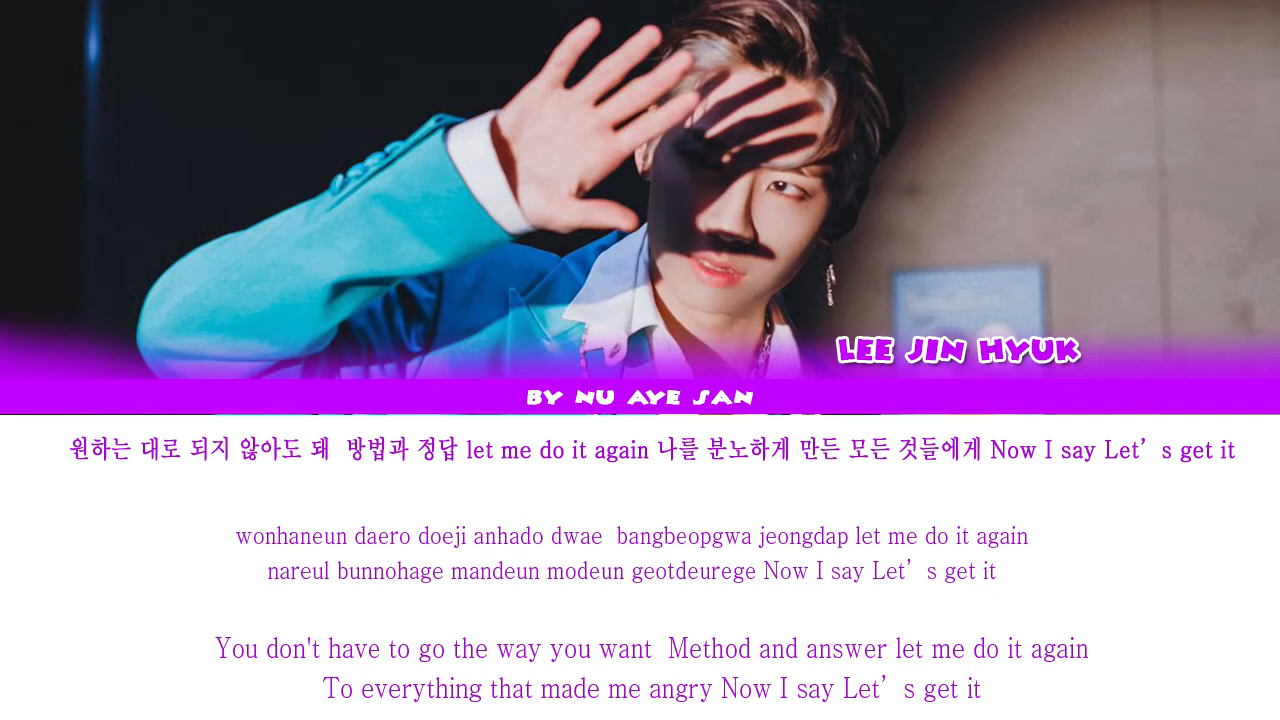 LEE JIN HYUK
BY NU AYE SAN
원하는 대로 되지 않아도 돼 방법과 정답 let me do it again 나를 분노하게 만든 모든 것들에게 Now I say Let’s get it
wonhaneun daero doeji anhado dwae bangbeopgwa jeongdap let me do it again
nareul bunnohage mandeun modeun geotdeurege Now I say Let’s get it
You don't have to go the way you want Method and answer let me do it again
To everything that made me angry Now I say Let’s get it